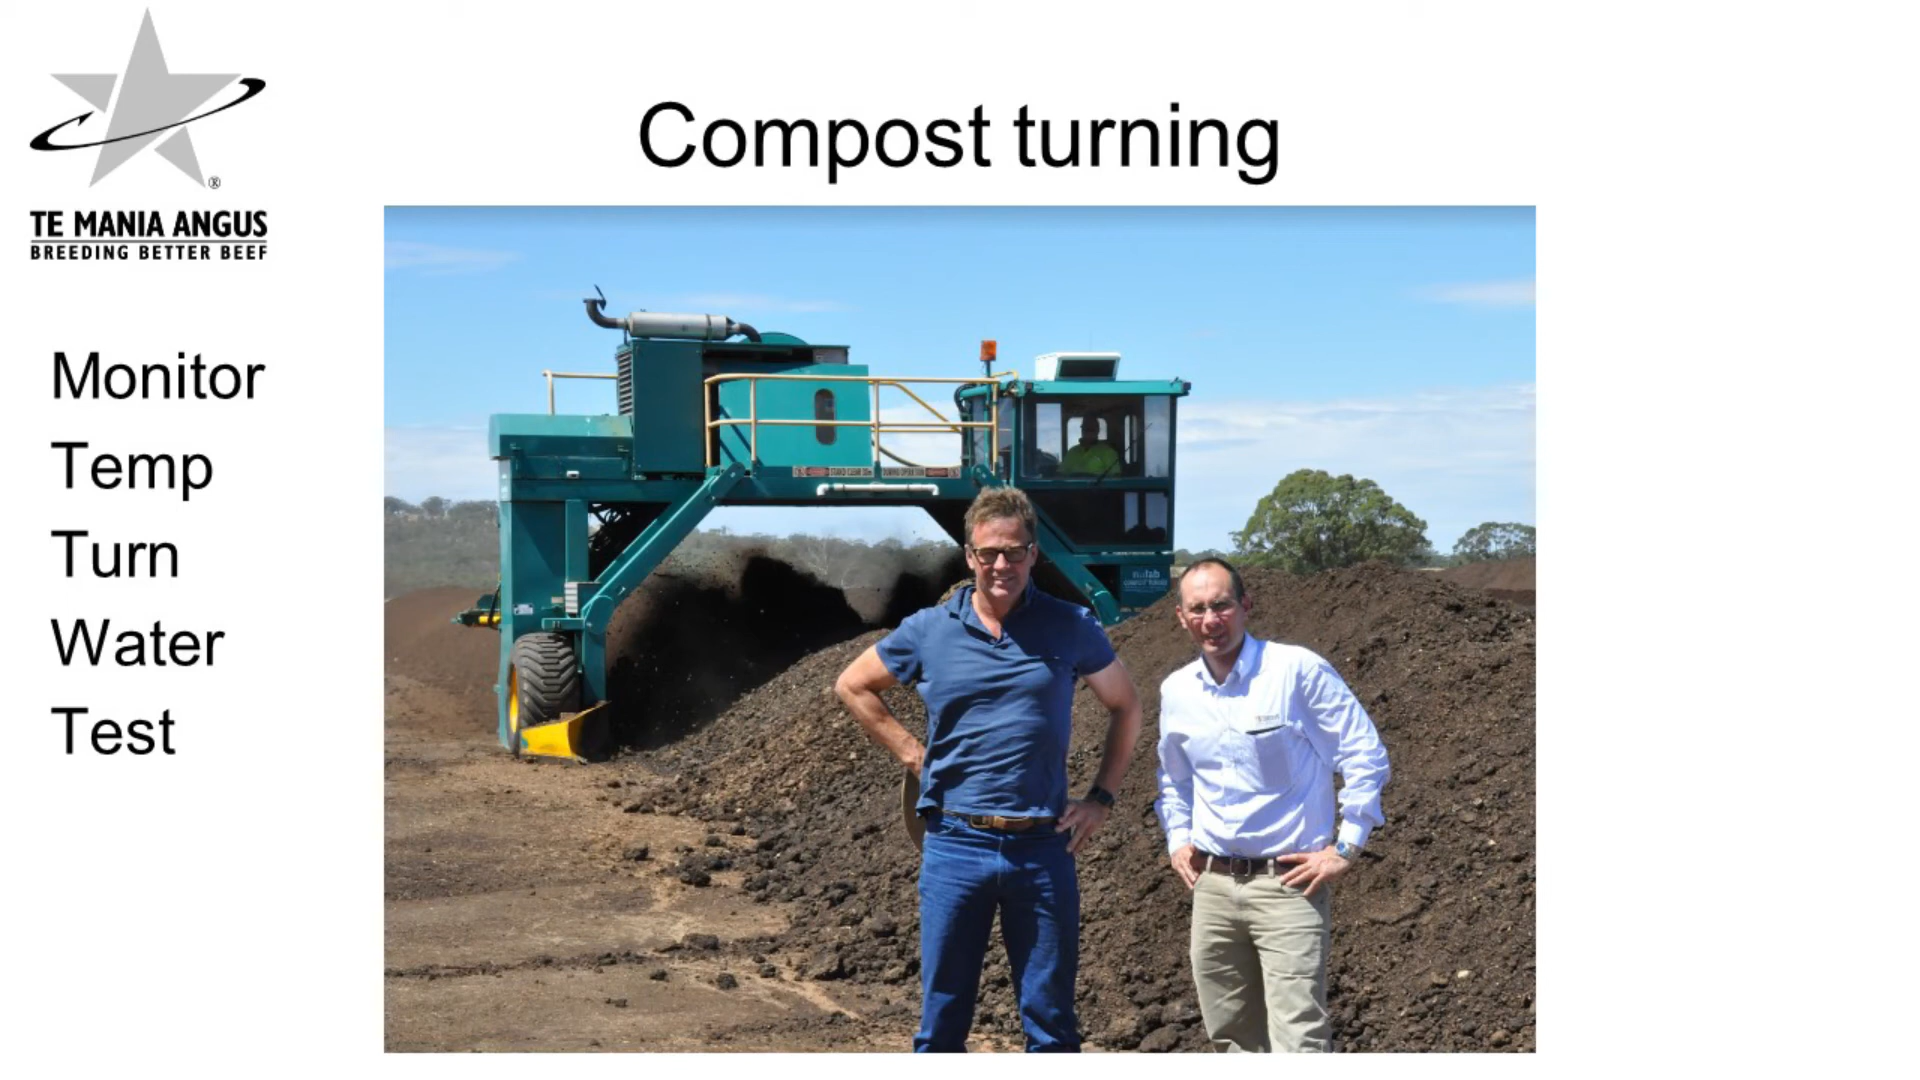 ®
TE MANIA ANGUS
BREEDING BETTER BEEF
Compost turning
Monitor
Temp
Turn
Water
Test